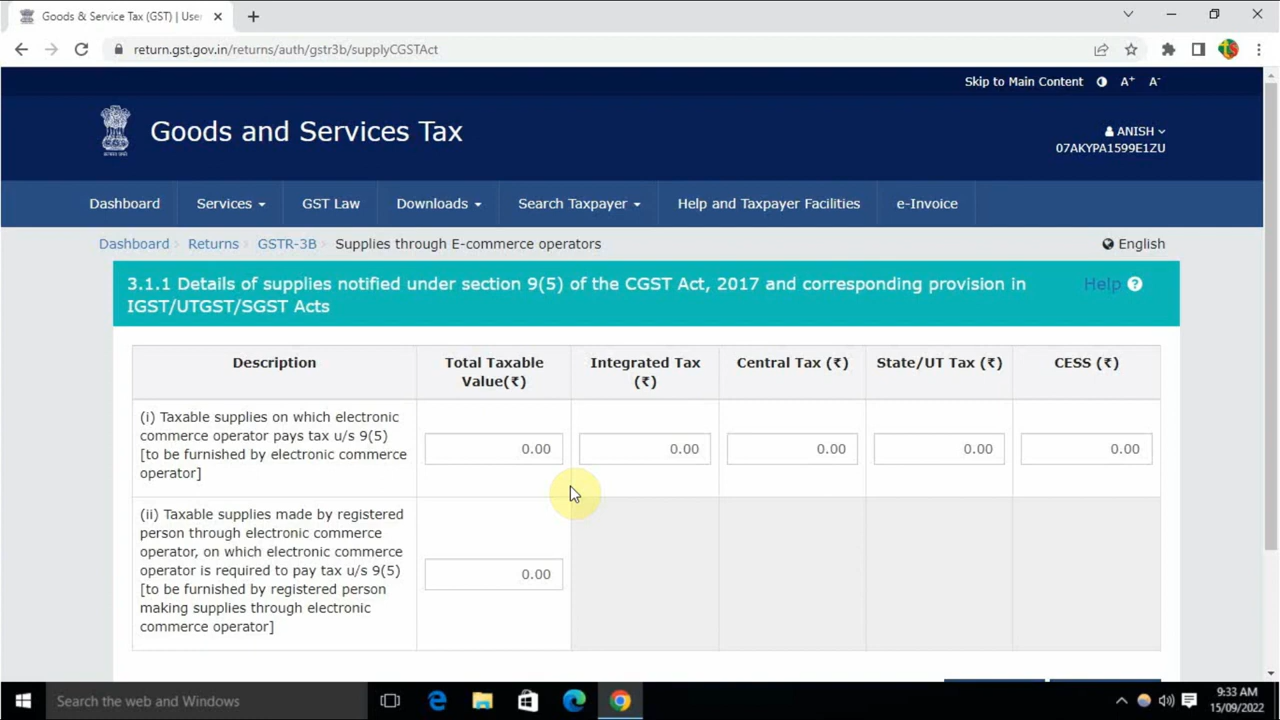 Goods & Service Tax (GST) | User
return.gst.gov.in/returns/auth/gstr3b/supplyCGSTAct
Skip to Main Content A+ A-
Goods and Services Tax
ANISH
07AKYPA1599E1ZU
Dashboard Services GST Law Downloads Search Taxpayer Help and Taxpayer Facilities e-Invoice
Dashboard Returns GSTR-3B Supplies through E-commerce operators English
3.1.1 Details of supplies notified under section 9(5) of the CGST Act, 2017 and corresponding provision in Help ?
IGST/UTGST/SGST Acts
Description Total Taxable Value(₹) Integrated Tax (₹) Central Tax (₹) State/UT Tax (₹) CESS (₹)
(i) Taxable supplies on which electronic
commerce operator pays tax u/s 9(5)
[to be furnished by electronic commerce
operator]
0.00 0.00 0.00 0.00 0.00
(ii) Taxable supplies made by registered
person through electronic commerce
operator, on which electronic commerce
operator is required to pay tax u/s 9(5)
[to be furnished by registered person
making supplies through electronic
commerce operator]
0.00
Search the web and Windows
9:33 AM
15/09/2022